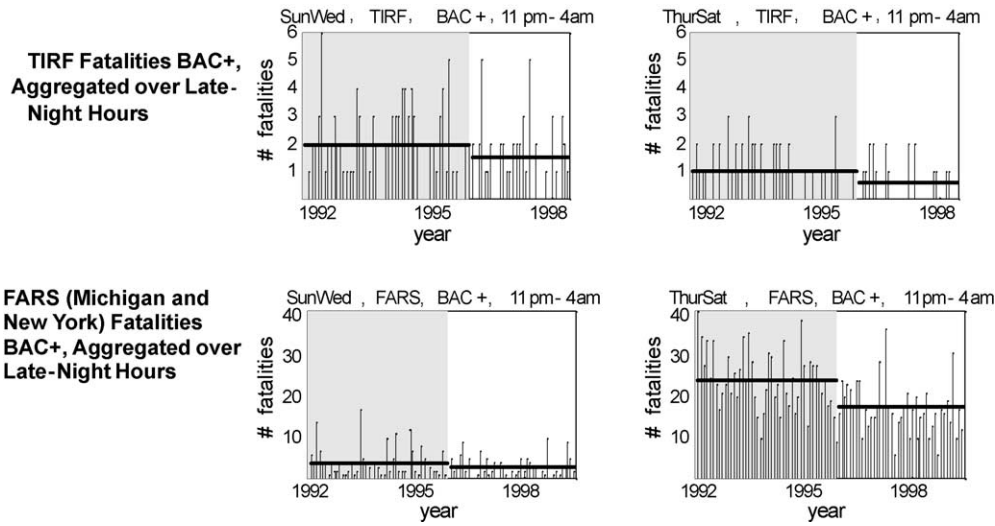 TIRF Fatalities BAC+,
Aggregated over Late-
Night Hours
SunWed , TIRF, BAC +, 11 pm- 4am
# fatalities
6
5
4
3
2
1
1992 1995 1998
year
ThurSat , TIRF, BAC +, 11 pm- 4am
# fatalities
6
5
4
3
2
1
1992 1995 1998
year
FARS (Michigan and
New York) Fatalities
BAC+, Aggregated over
Late-Night Hours
SunWed , FARS, BAC +, 11 pm- 4am
# fatalities
40
30
20
10
1992 1995 1998
year
ThurSat , FARS, BAC +, 11 pm- 4am
# fatalities
40
30
20
10
1992 1995 1998
year